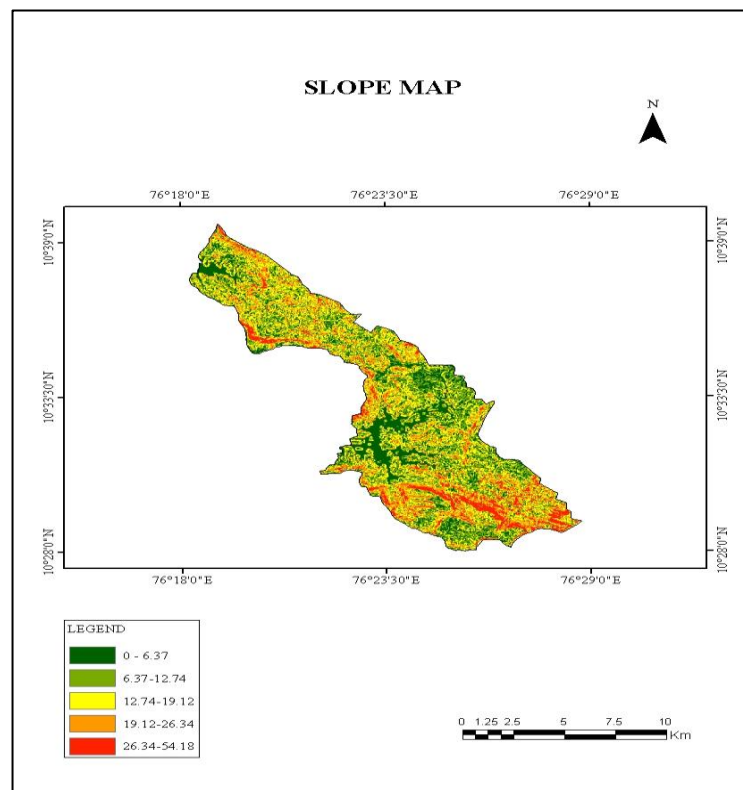 SLOPE MAP
N
76°18'0"E 76°23'30"E 76°29'0"E
10°39'0"N 10°39'0"N
10°33'30"N 10°33'30"N
10°28'0"N 10°28'0"N
76°18'0"E 76°23'30"E 76°29'0"E
LEGEND
0 - 6.37
6.37-12.74
12.74-19.12
19.12-26.34
26.34-54.18
0 1.25 2.5 5 7.5 10
Km